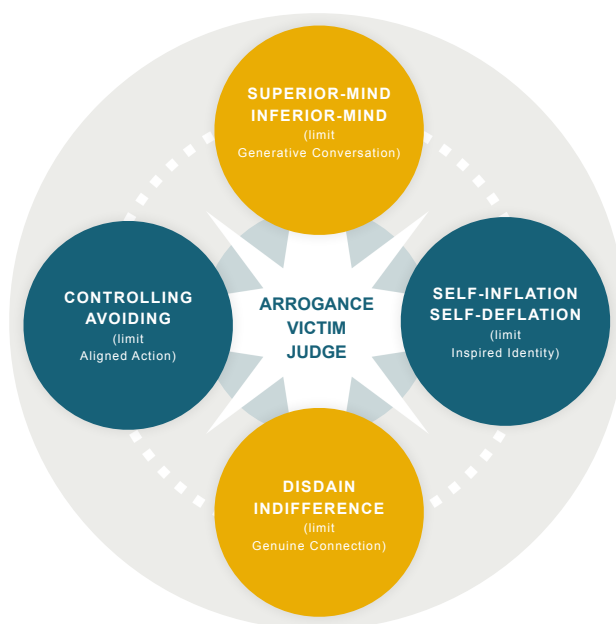 SUPERIOR-MIND
INFERIOR-MIND
(limit
Generative Conversation)
CONTROLLING
AVOIDING
(limit
Aligned Action)
ARROGANCE
VICTIM
JUDGE
SELF-INFLATION
SELF-DEFLATION
(limit
Inspired Identity)
DISDAIN
INDIFFERENCE
(limit
Genuine Connection)